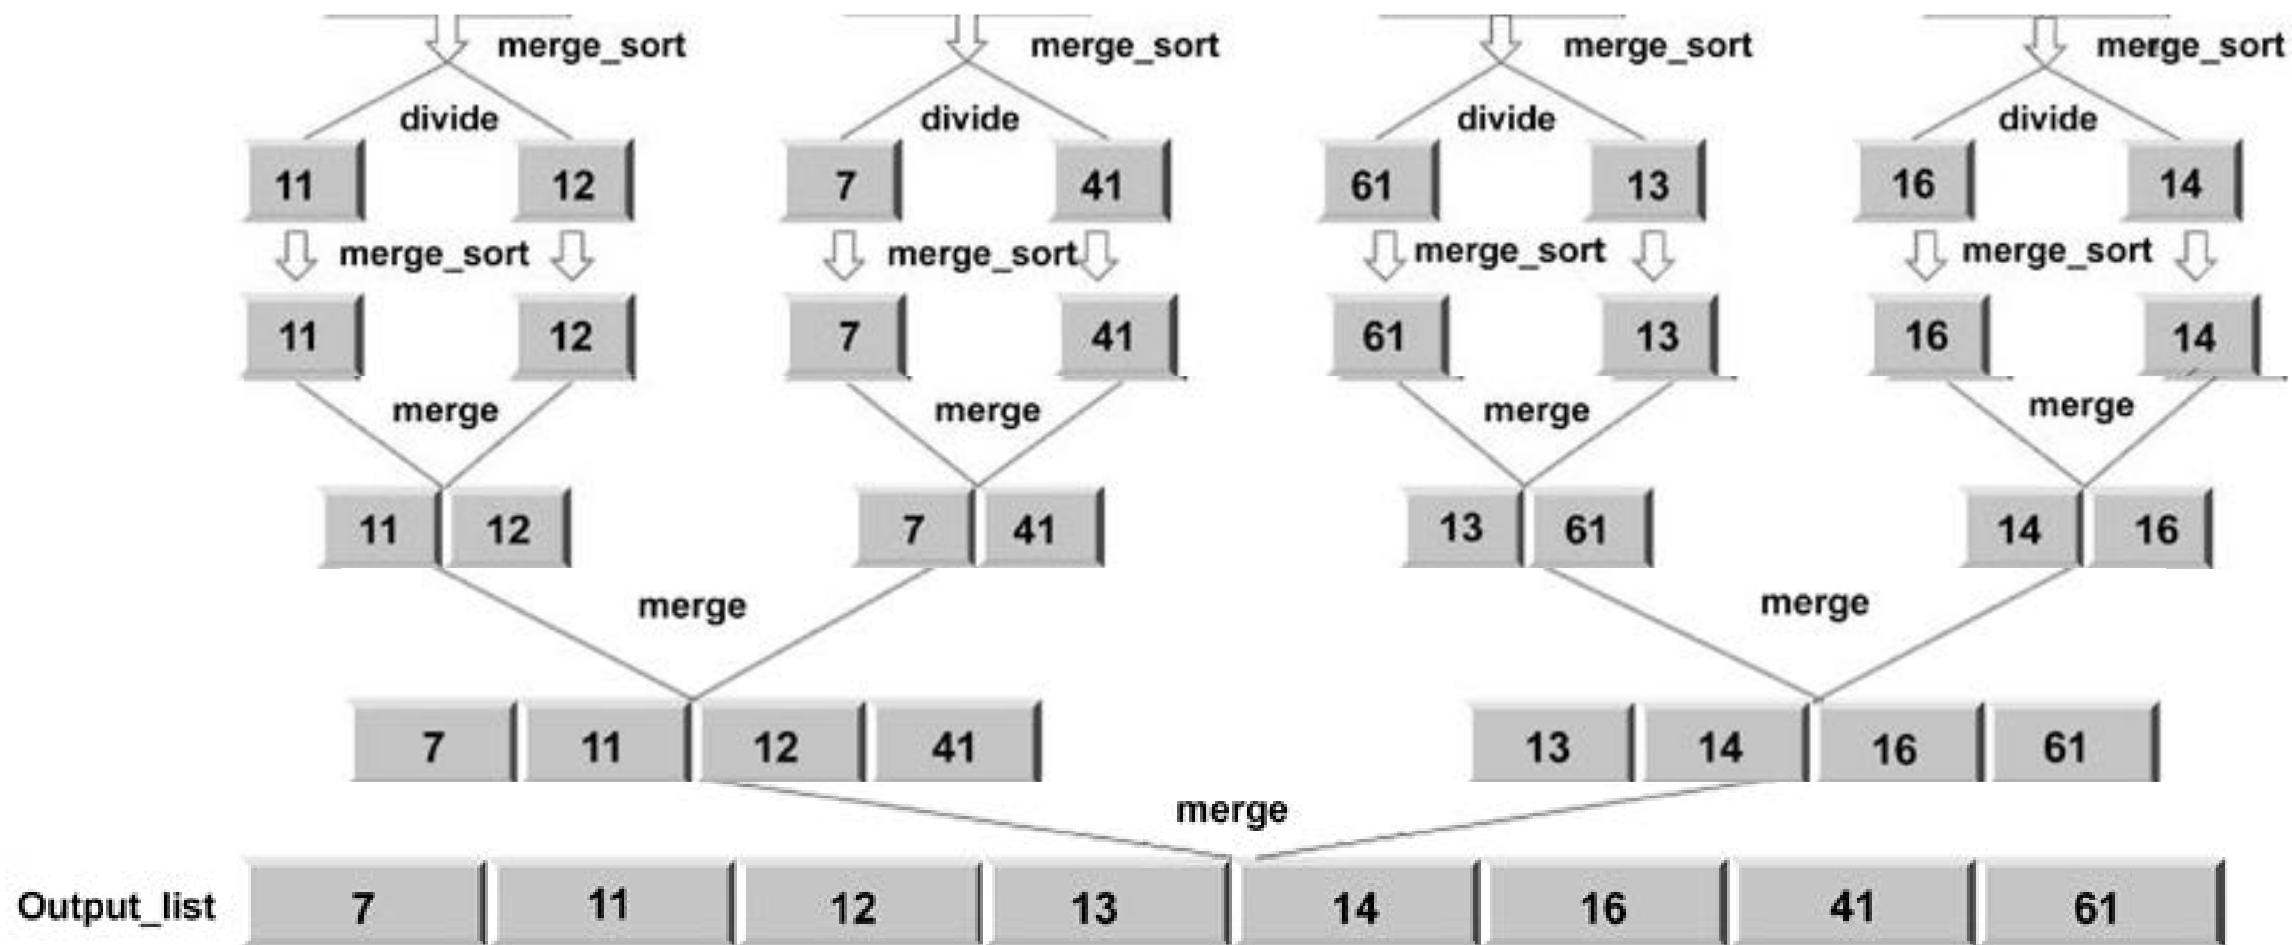 merge_sort merge_sort merge_sort merge_sort
divide divide divide divide
11 12 7 41 61 13 16 14
merge_sort merge_sort merge_sort merge_sort
11 12 7 41 61 13 16 14
merge merge merge merge
11 12 7 41 13 61 14 16
merge merge
7 11 12 41 13 14 16 61
merge
Output_list 7 11 12 13 14 16 41 61